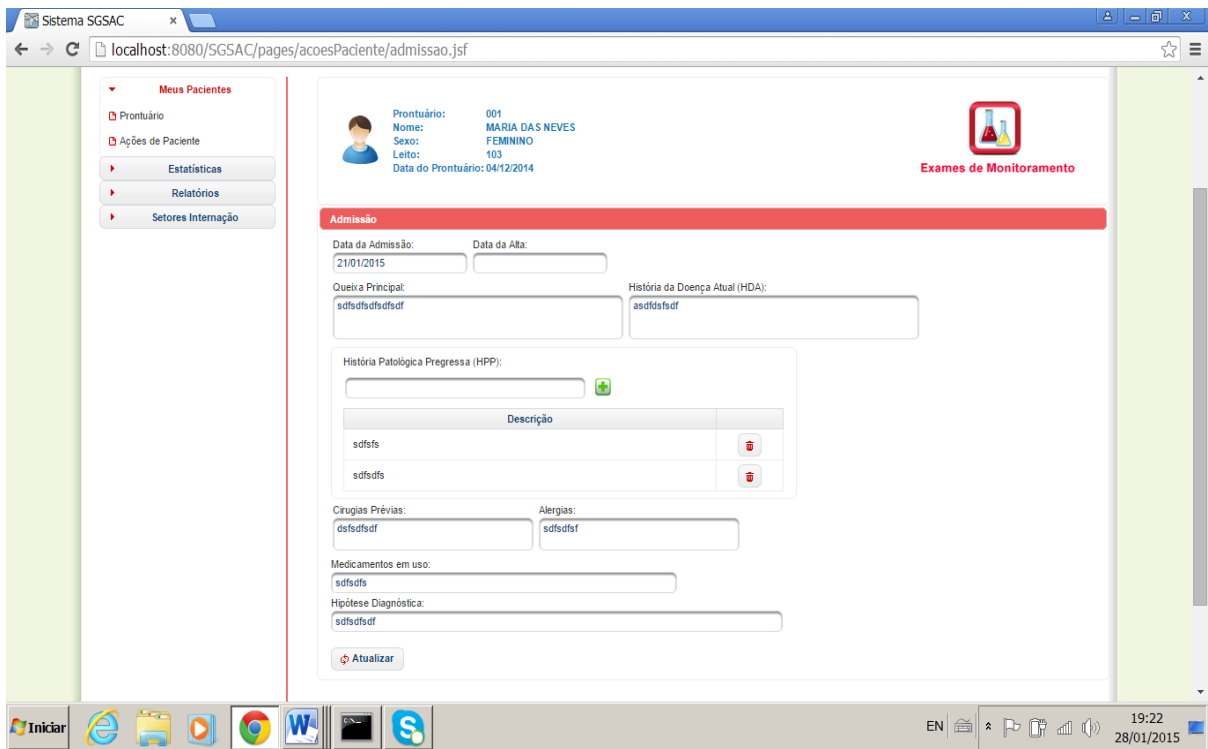 Sistema SGSAC
localhost:8080/SGSAC/pages/acoesPaciente/admissao.jsf
Meus Pacientes
Prontuário
Ações de Paciente
Estatísticas
Relatórios
Setores Internação
Prontuário: 001
Nome: MARIA DAS NEVES
Sexo: FEMININO
Leito: 103
Data do Prontuário: 04/12/2014
Exames de Monitoramento
Admissão
Data da Admissão: Data da Alta:
21/01/2015
Queixa Principal: História da Doença Atual (HDA):
sdfsdfsdfsdfsdf asdfdsfsdf
História Patológica Pregressa (HPP):
Descrição
sdfsfs
sdfsdfs
Cirugias Prévias: Alergias:
dsfsdfsdf sdfsdfsf
Medicamentos em uso:
sdfsdfs
Hipótese Diagnóstica:
sdfsdfsdf
Atualizar
Iniciar
EN
19:22
28/01/2015